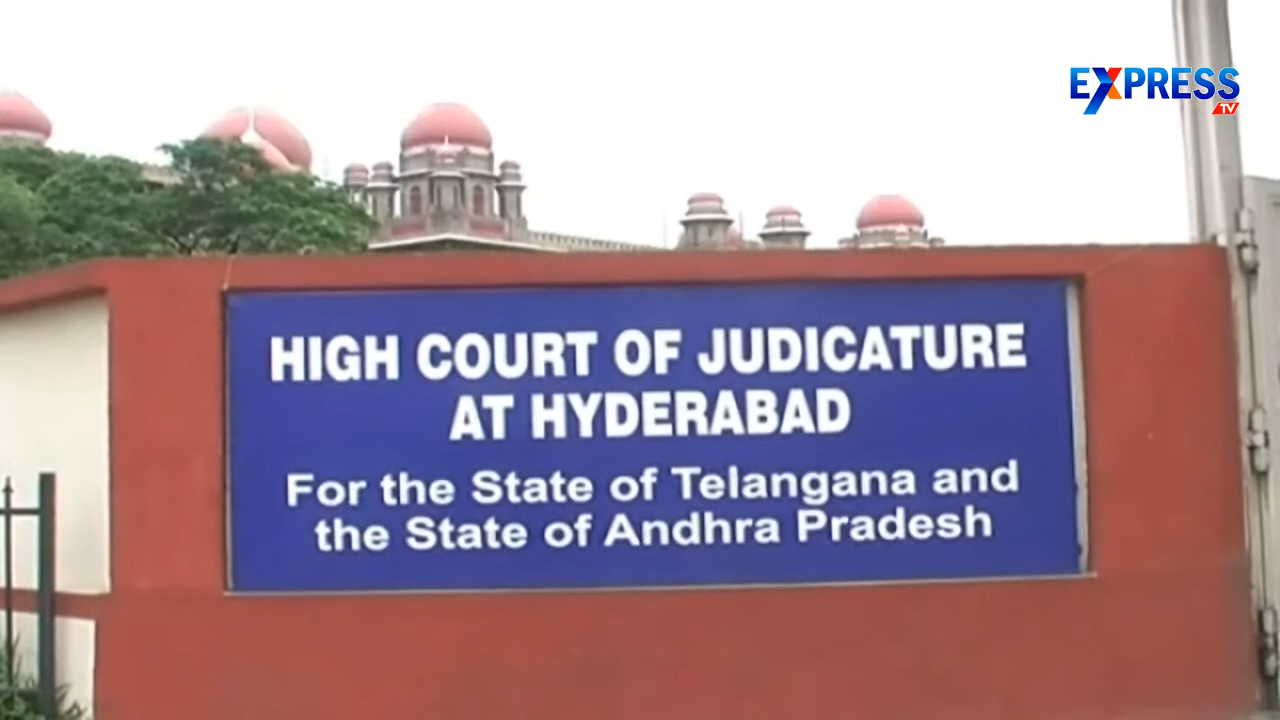 EXPRESS
TV
HIGH COURT OF JUDICATURE
AT HYDERABAD
For the State of Telangana and
the State of Andhra Pradesh